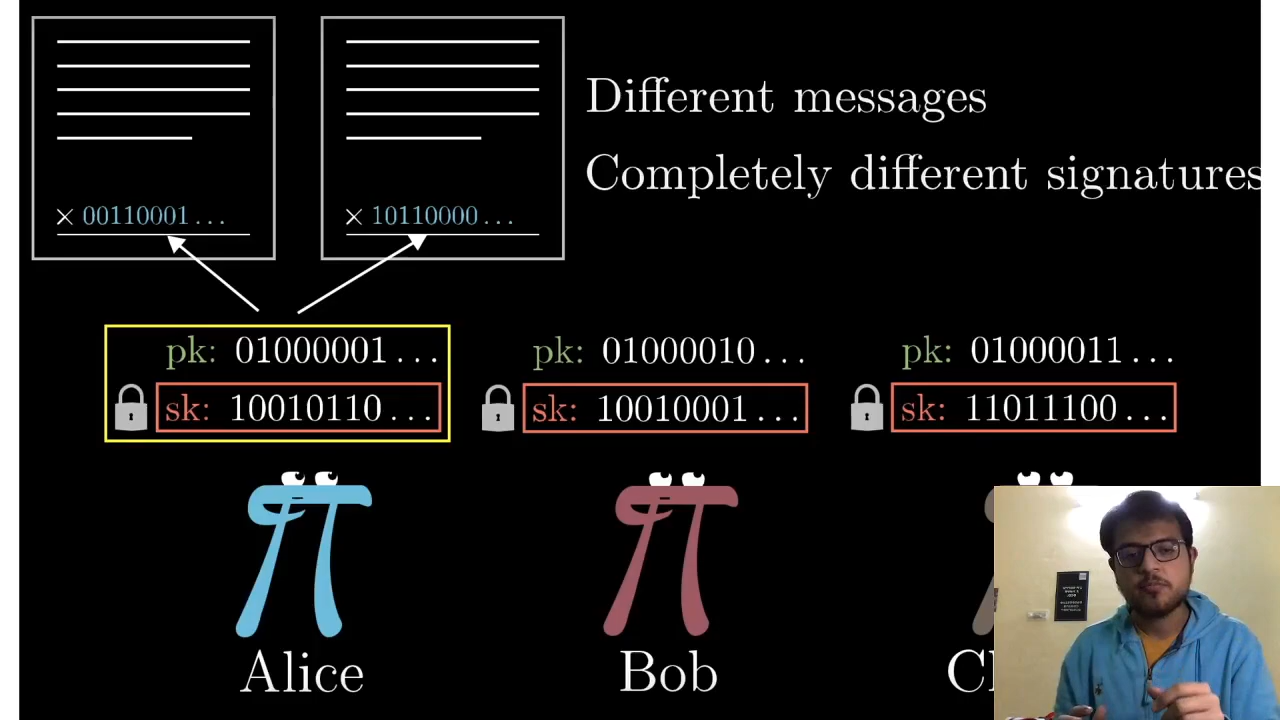 Different messages
Completely different signatures
× 00110001...
× 10110000...
pk: 01000001...
sk: 10010110...
pk: 01000010...
sk: 10010001...
pk: 01000011...
sk: 11011100...
Alice
Bob